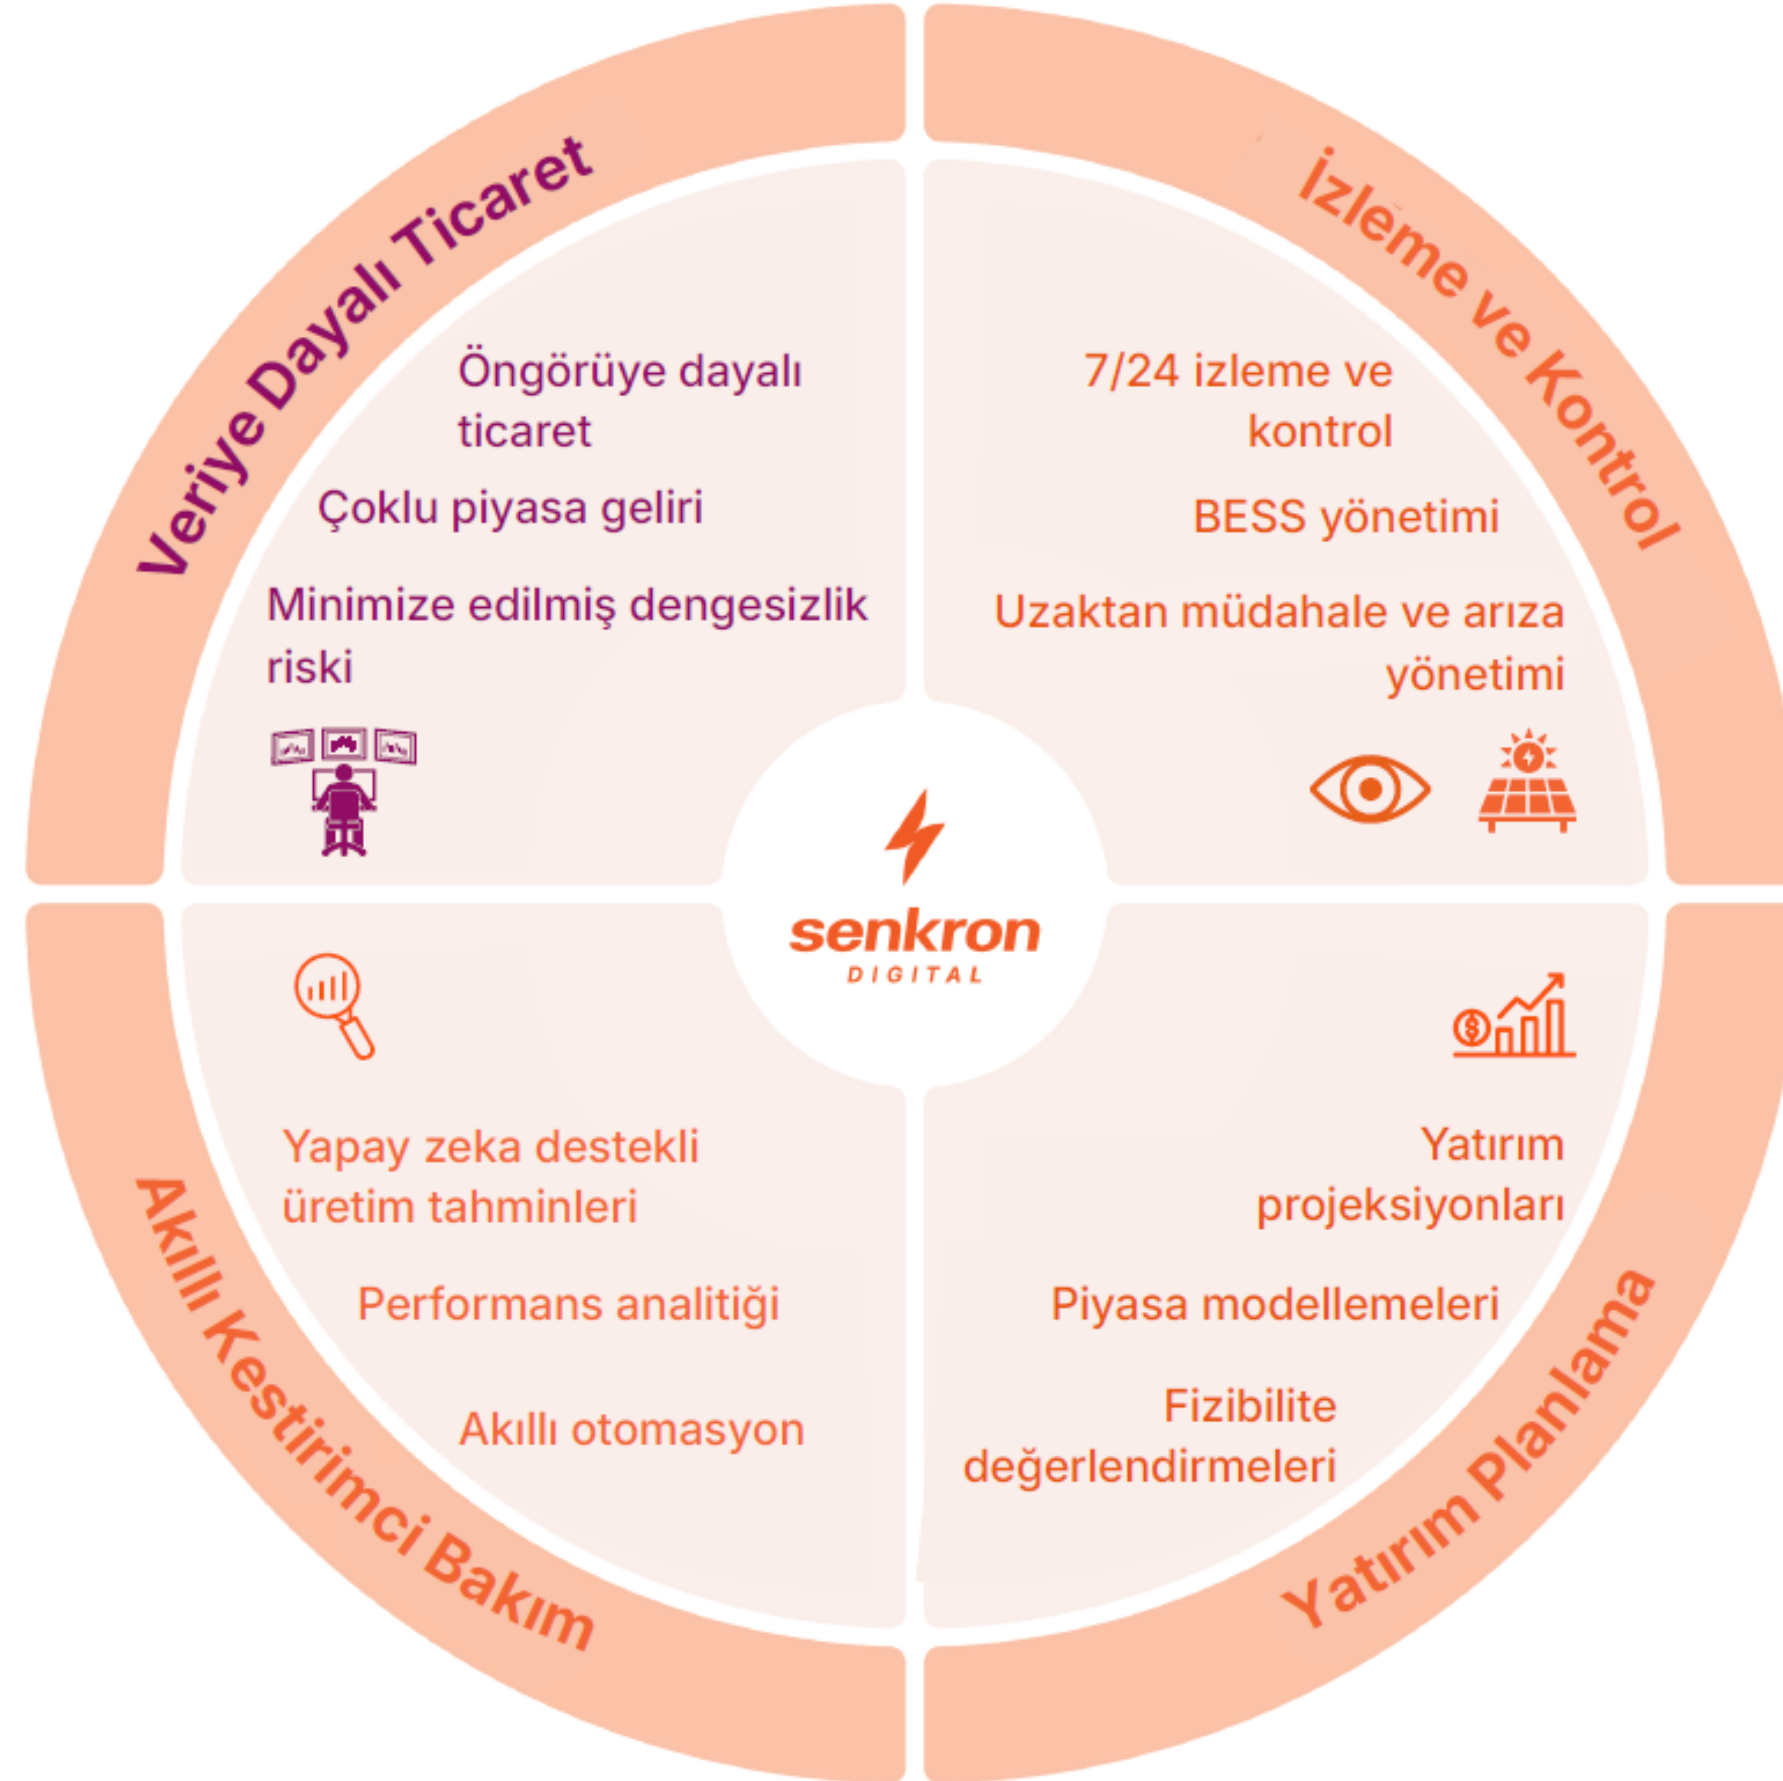 Veriye Dayalı Ticaret
Öngörüye dayalı
ticaret
Çoklu piyasa geliri
Minimize edilmiş dengesizlik
riski
İzleme ve Kontrol
7/24 izleme ve
kontrol
BESS yönetimi
Uzaktan müdahale ve arıza
yönetimi
senkron
DIGITAL
Akıllı Kestirimci Bakım
Yapay zeka destekli
üretim tahminleri
Performans analitiği
Akıllı otomasyon
Yatırım Planlama
Yatırım
projeksiyonları
Piyasa modellemeleri
Fizibilite
değerlendirmeleri